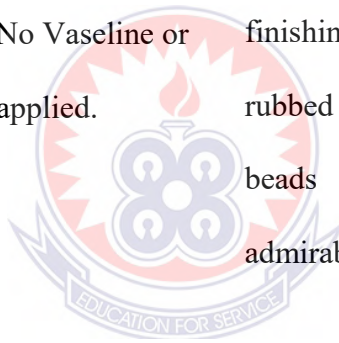 No Vaseline or
applied.
finishin
rubbed
beads
admirab
EDUCATION FOR SERVICE